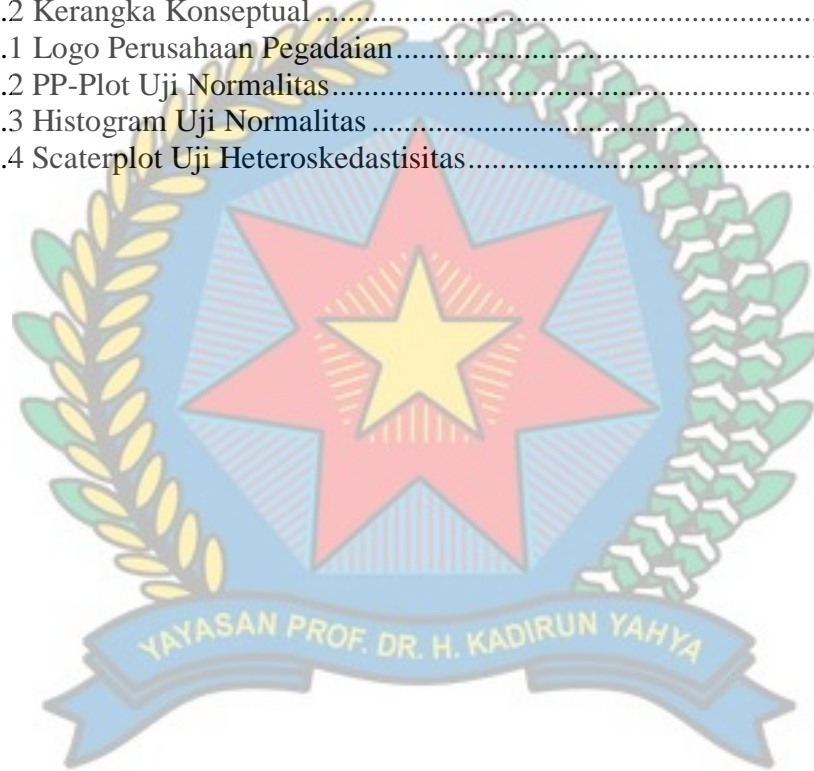 .2 Kerangka Konseptual ........................................................................
.1 Logo Perusahaan Pegadaian ............................................................
.2 PP-Plot Uji Normalitas ......................................................................
.3 Histogram Uji Normalitas ................................................................
.4 Scaterplot Uji Heteroskedastisitas ..................................................
YAYASAN PROF. DR. H. KADIRUN YAHYA